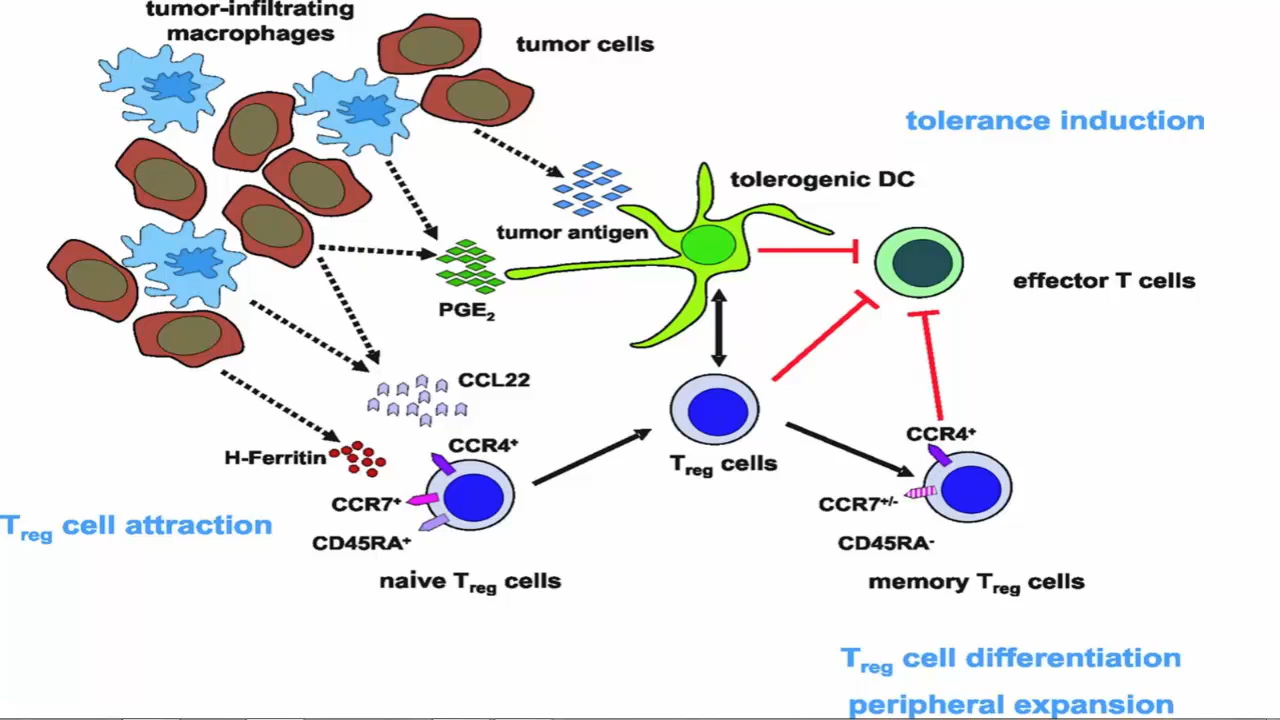 tumor-infiltrating
macrophages
tumor cells
tolerance induction
tolerogenic DC
tumor antigen
effector T cells
PGE₂
CCL22
H-Ferritin
CCR4⁺
CCR7⁺
CD45RA⁺
naive Treg cells
Treg cell attraction
Treg cells
CCR4⁺
CCR7⁺/⁻
CD45RA⁻
memory Treg cells
Treg cell differentiation
peripheral expansion